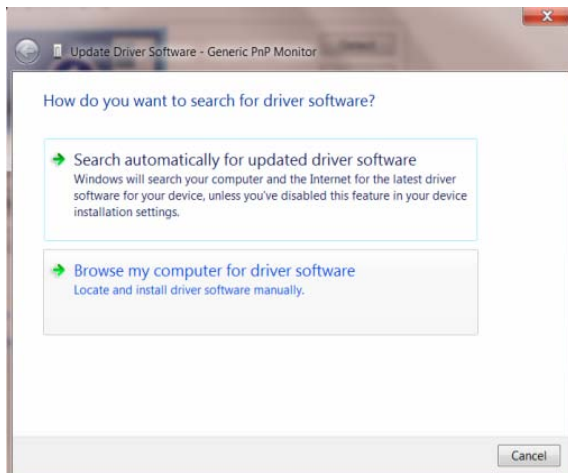 Update Driver Software - Generic PnP Monitor
How do you want to search for driver software?
Search automatically for updated driver software
Windows will search your computer and the Internet for the latest driver
software for your device, unless you've disabled this feature in your device
installation settings.
Browse my computer for driver software
Locate and install driver software manually.
Cancel